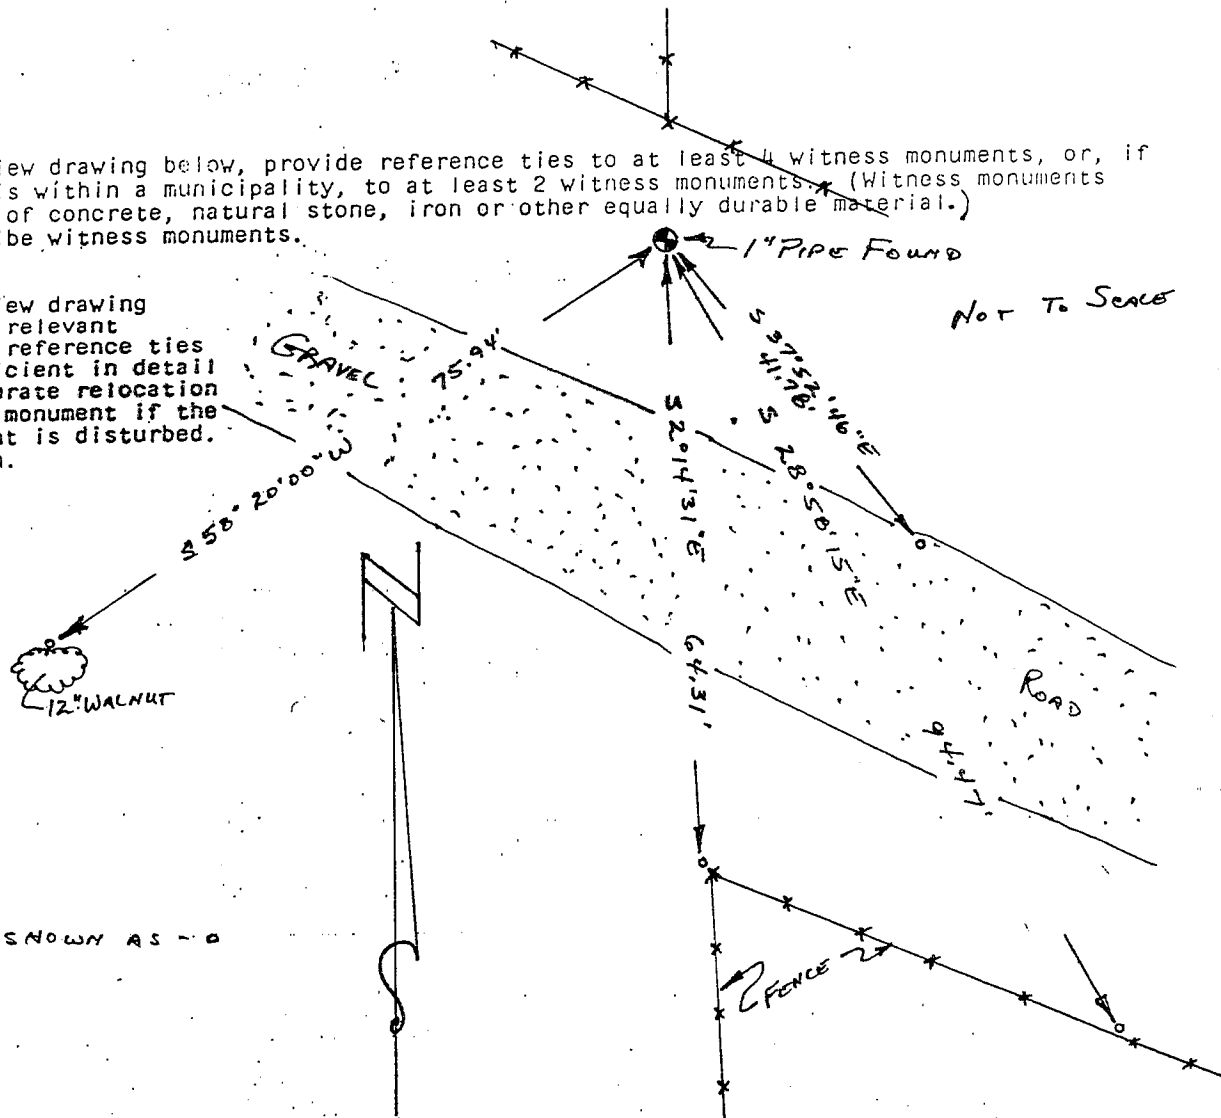 iew drawing below, provide reference ties to at least 4 witness monuments, or, if
s within a municipality, to at least 2 witness monuments. (Witness monuments
of concrete, natural stone, iron or other equally durable material.)
be witness monuments.
1" PIPE FOUND
iew drawing
relevant
reference ties
cient in detail
urate relocation
monument if the
nt is disturbed.
NOT TO SCALE
GRAVEL
75.94'
S 58° 20' 00" W
S 37° 52' 46" E
41.78'
S 28° 58' 15" E
94.47'
S 2° 14' 31" E 64.31'
ROAD
N
12" WALNUT
SHOWN AS - o
FENCE
S